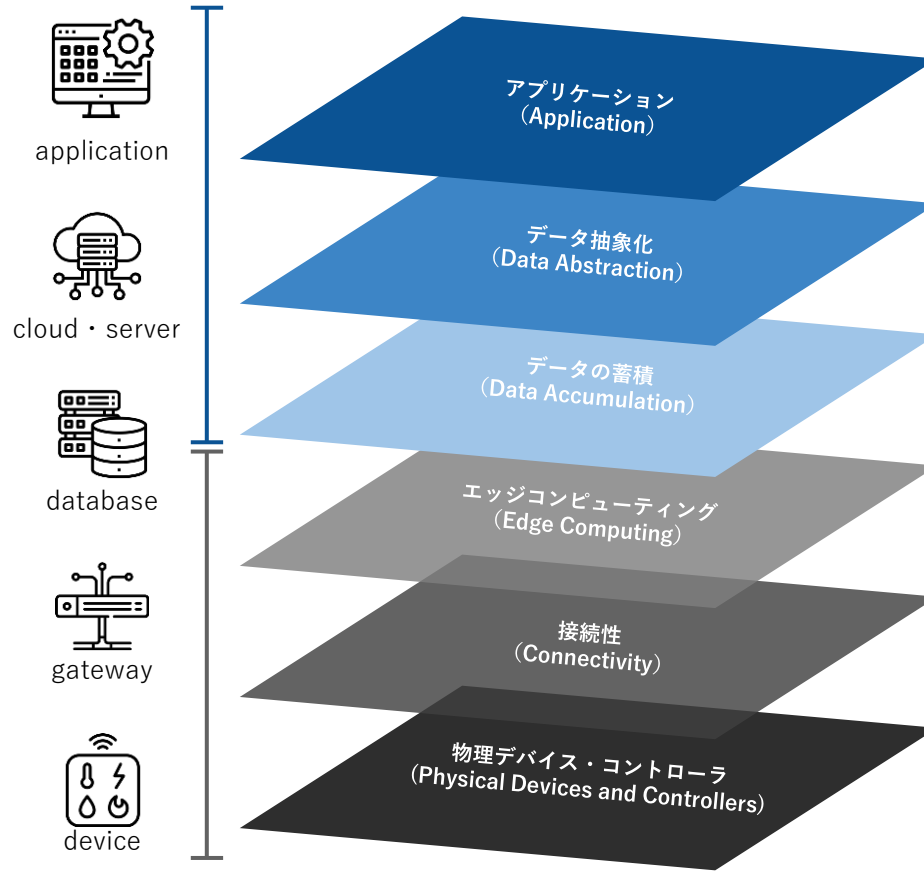 application
cloud・server
database
gateway
device
アプリケーション
（Application）
データ抽象化
（Data Abstraction）
データの蓄積
（Data Accumulation）
エッジコンピューティング
（Edge Computing）
接続性
（Connectivity）
物理デバイス・コントローラ
（Physical Devices and Controllers）